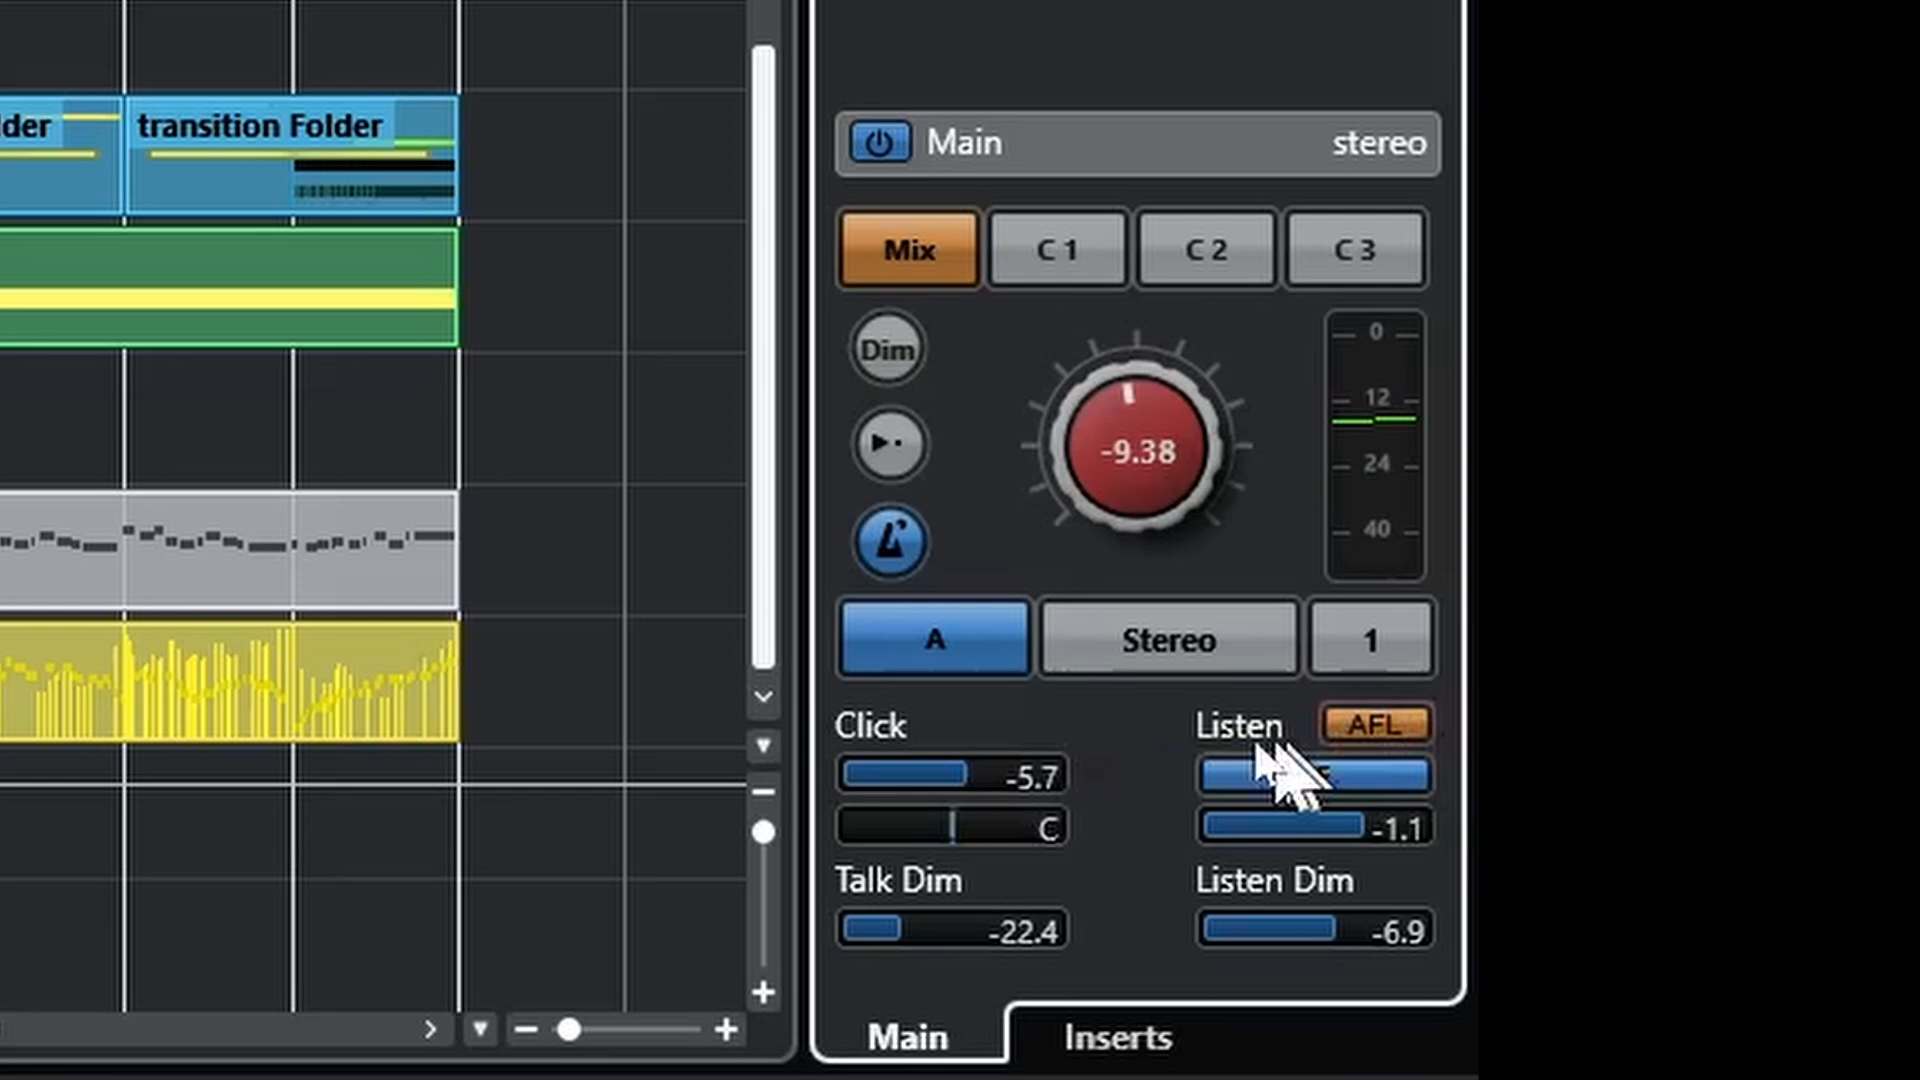 lder transition Folder
Main stereo
Mix C 1 C 2 C 3
Dim
0
12
24
40
-9.38
A Stereo 1
Click Listen AFL
-5.7
C -1.1
Talk Dim Listen Dim
-22.4 -6.9
Main Inserts